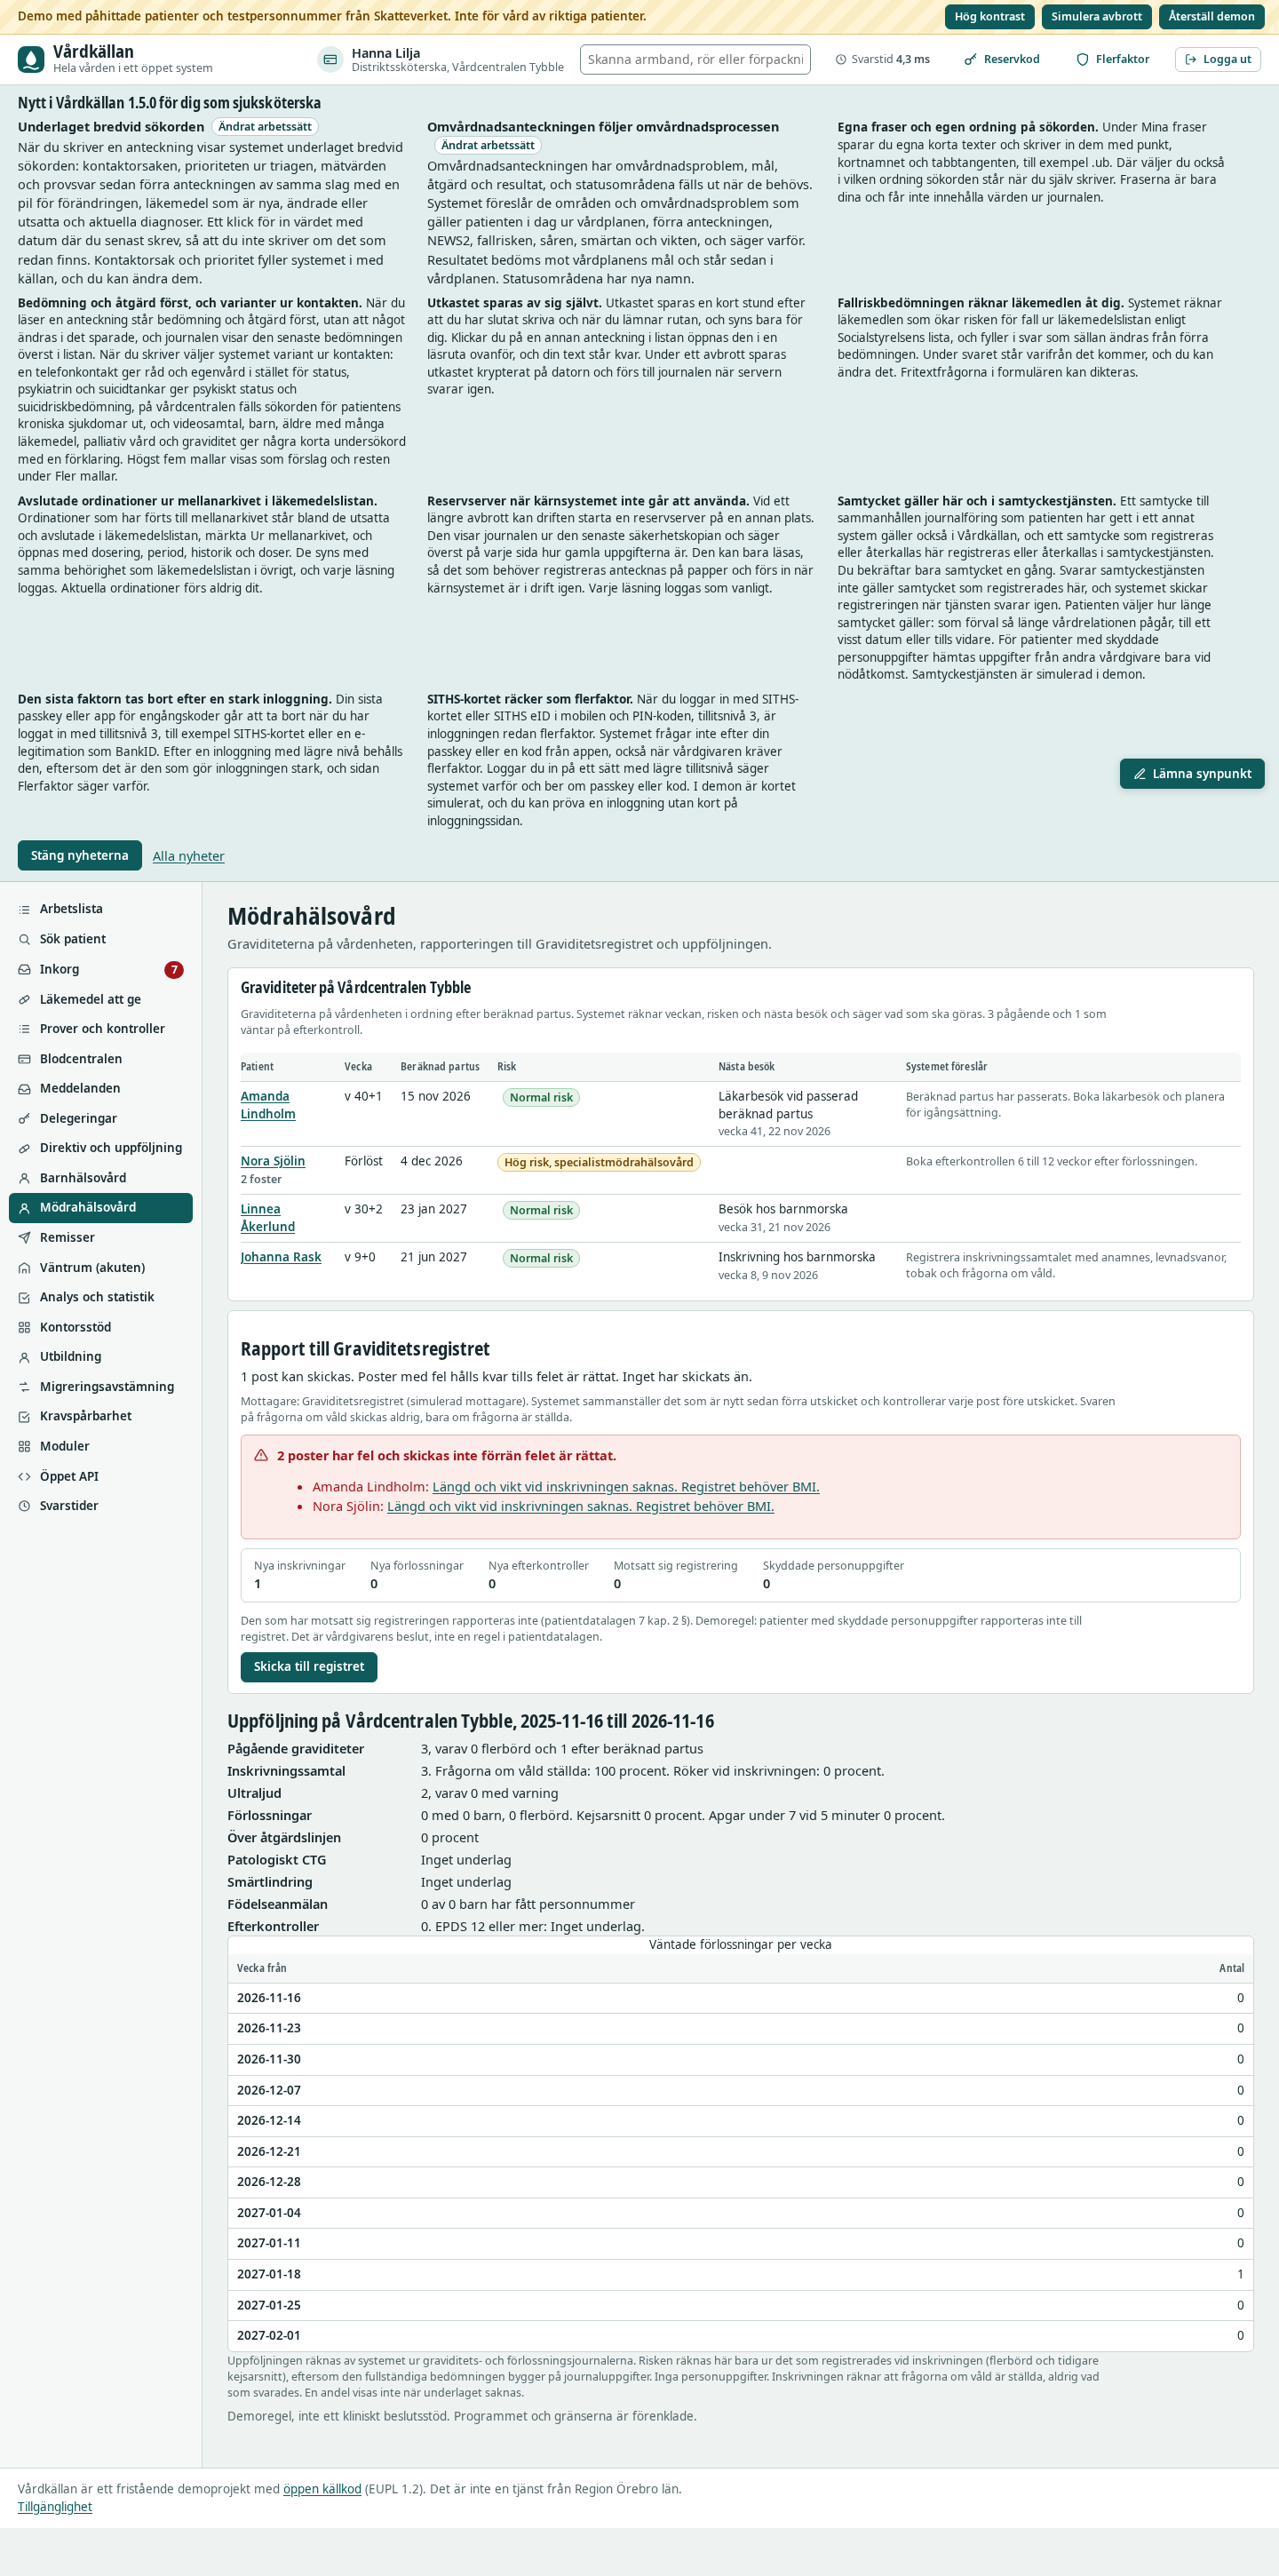 Demo med påhittade patienter och testpersonnummer från Skatteverket. Inte för vård av riktiga patienter.
Hög kontrast
Simulera avbrott
Återställ demon
Vårdkällan
Hela vården i ett öppet system
Hanna Lilja
Distriktssköterska, Vårdcentralen Tybble
Skanna armband, rör eller förpackni
Svarstid 4,3 ms
Reservkod
Flerfaktor
Logga ut
Nytt i Vårdkällan 1.5.0 för dig som sjuksköterska
Underlaget bredvid sökorden Ändrat arbetssätt
När du skriver en anteckning visar systemet underlaget bredvid
sökorden: kontaktorsaken, prioriteten ur triagen, mätvärden
och provsvar sedan förra anteckningen av samma slag med en
pil för förändringen, läkemedel som är nya, ändrade eller
utsatta och aktuella diagnoser. Ett klick för in värdet med
datum där du senast skrev, så att du inte skriver om det som
redan finns. Kontaktorsak och prioritet fyller systemet i med
källan, och du kan ändra dem.
Omvårdnadsanteckningen följer omvårdnadsprocessen
Ändrat arbetssätt
Omvårdnadsanteckningen har omvårdnadsproblem, mål,
åtgärd och resultat, och statusområdena fälls ut när de behövs.
Systemet föreslår de områden och omvårdnadsproblem som
gäller patienten i dag ur vårdplanen, förra anteckningen,
NEWS2, fallrisken, såren, smärtan och vikten, och säger varför.
Resultatet bedöms mot vårdplanens mål och står sedan i
vårdplanen. Statusområdena har nya namn.
Egna fraser och egen ordning på sökorden. Under Mina fraser
sparar du egna korta texter och skriver in dem med punkt,
kortnamnet och tabbtangenten, till exempel .ub. Där väljer du också
i vilken ordning sökorden står när du själv skriver. Fraserna är bara
dina och får inte innehålla värden ur journalen.
Bedömning och åtgärd först, och varianter ur kontakten. När du
läser en anteckning står bedömning och åtgärd först, utan att något
ändras i det sparade, och journalen visar den senaste bedömningen
överst i listan. När du skriver väljer systemet variant ur kontakten:
en telefonkontakt ger råd och egenvård i stället för status,
psykiatrin och suicidtankar ger psykiskt status och
suicidriskbedömning, på vårdcentralen fälls sökorden för patientens
kroniska sjukdomar ut, och videosamtal, barn, äldre med många
läkemedel, palliativ vård och graviditet ger några korta undersökord
med en förklaring. Högst fem mallar visas som förslag och resten
under Fler mallar.
Utkastet sparas av sig självt. Utkastet sparas en kort stund efter
att du har slutat skriva och när du lämnar rutan, och syns bara för
dig. Klickar du på en annan anteckning i listan öppnas den i en
läsruta ovanför, och din text står kvar. Under ett avbrott sparas
utkastet krypterat på datorn och förs till journalen när servern
svarar igen.
Fallriskbedömningen räknar läkemedlen åt dig. Systemet räknar
läkemedlen som ökar risken för fall ur läkemedelslistan enligt
Socialstyrelsens lista, och fyller i svar som sällan ändras från förra
bedömningen. Under svaret står varifrån det kommer, och du kan
ändra det. Fritextfrågorna i formulären kan dikteras.
Avslutade ordinationer ur mellanarkivet i läkemedelslistan.
Ordinationer som har förts till mellanarkivet står bland de utsatta
och avslutade i läkemedelslistan, märkta Ur mellanarkivet, och
öppnas med dosering, period, historik och doser. De syns med
samma behörighet som läkemedelslistan i övrigt, och varje läsning
loggas. Aktuella ordinationer förs aldrig dit.
Reservserver när kärnsystemet inte går att använda. Vid ett
längre avbrott kan driften starta en reservserver på en annan plats.
Den visar journalen ur den senaste säkerhetskopian och säger
överst på varje sida hur gamla uppgifterna är. Den kan bara läsas,
så det som behöver registreras antecknas på papper och förs in när
kärnsystemet är i drift igen. Varje läsning loggas som vanligt.
Samtycket gäller här och i samtyckestjänsten. Ett samtycke till
sammanhållen journalföring som patienten har gett i ett annat
system gäller också i Vårdkällan, och ett samtycke som registreras
eller återkallas här registreras eller återkallas i samtyckestjänsten.
Du bekräftar bara samtycket en gång. Svarar samtyckestjänsten
inte gäller samtycket som registrerades här, och systemet skickar
registreringen när tjänsten svarar igen. Patienten väljer hur länge
samtycket gäller: som förval så länge vårdrelationen pågår, till ett
visst datum eller tills vidare. För patienter med skyddade
personuppgifter hämtas uppgifter från andra vårdgivare bara vid
nödåtkomst. Samtyckestjänsten är simulerad i demon.
Den sista faktorn tas bort efter en stark inloggning. Din sista
passkey eller app för engångskoder går att ta bort när du har
loggat in med tillitsnivå 3, till exempel SITHS-kortet eller en e-
legitimation som BankID. Efter en inloggning med lägre nivå behålls
den, eftersom det är den som gör inloggningen stark, och sidan
Flerfaktor säger varför.
SITHS-kortet räcker som flerfaktor. När du loggar in med SITHS-
kortet eller SITHS eID i mobilen och PIN-koden, tillitsnivå 3, är
inloggningen redan flerfaktor. Systemet frågar inte efter din
passkey eller en kod från appen, också när vårdgivaren kräver
flerfaktor. Loggar du in på ett sätt med lägre tillitsnivå säger
systemet varför och ber om passkey eller kod. I demon är kortet
simulerat, och du kan pröva en inloggning utan kort på
inloggningssidan.
Lämna synpunkt
Stäng nyheterna
Alla nyheter
Arbetslista
Sök patient
Inkorg 7
Läkemedel att ge
Prover och kontroller
Blodcentralen
Meddelanden
Delegeringar
Direktiv och uppföljning
Barnhälsovård
Mödrahälsovård
Remisser
Väntrum (akuten)
Analys och statistik
Kontorsstöd
Utbildning
Migreringsavstämning
Kravspårbarhet
Moduler
Öppet API
Svarstider
Mödrahälsovård
Graviditeterna på vårdenheten, rapporteringen till Graviditetsregistret och uppföljningen.
Graviditeter på Vårdcentralen Tybble
Graviditeterna på vårdenheten i ordning efter beräknad partus. Systemet räknar veckan, risken och nästa besök och säger vad som ska göras. 3 pågående och 1 som
väntar på efterkontroll.
Patient Vecka Beräknad partus Risk Nästa besök Systemet föreslår
Amanda Lindholm v 40+1 15 nov 2026 Normal risk Läkarbesök vid passerad beräknad partus vecka 41, 22 nov 2026 Beräknad partus har passerats. Boka läkarbesök och planera för igångsättning.
Nora Sjölin 2 foster Förlöst 4 dec 2026 Hög risk, specialistmödrahälsovård Boka efterkontrollen 6 till 12 veckor efter förlossningen.
Linnea Åkerlund v 30+2 23 jan 2027 Normal risk Besök hos barnmorska vecka 31, 21 nov 2026
Johanna Rask v 9+0 21 jun 2027 Normal risk Inskrivning hos barnmorska vecka 8, 9 nov 2026 Registrera inskrivningssamtalet med anamnes, levnadsvanor, tobak och frågorna om våld.
Rapport till Graviditetsregistret
1 post kan skickas. Poster med fel hålls kvar tills felet är rättat. Inget har skickats än.
Mottagare: Graviditetsregistret (simulerad mottagare). Systemet sammanställer det som är nytt sedan förra utskicket och kontrollerar varje post före utskicket. Svaren
på frågorna om våld skickas aldrig, bara om frågorna är ställda.
2 poster har fel och skickas inte förrän felet är rättat.
Amanda Lindholm: Längd och vikt vid inskrivningen saknas. Registret behöver BMI.
Nora Sjölin: Längd och vikt vid inskrivningen saknas. Registret behöver BMI.
Nya inskrivningar Nya förlossningar Nya efterkontroller Motsatt sig registrering Skyddade personuppgifter
1 0 0 0 0
Den som har motsatt sig registreringen rapporteras inte (patientdatalagen 7 kap. 2 §). Demoregel: patienter med skyddade personuppgifter rapporteras inte till
registret. Det är vårdgivarens beslut, inte en regel i patientdatalagen.
Skicka till registret
Uppföljning på Vårdcentralen Tybble, 2025-11-16 till 2026-11-16
Pågående graviditeter 3, varav 0 flerbörd och 1 efter beräknad partus
Inskrivningssamtal 3. Frågorna om våld ställda: 100 procent. Röker vid inskrivningen: 0 procent.
Ultraljud 2, varav 0 med varning
Förlossningar 0 med 0 barn, 0 flerbörd. Kejsarsnitt 0 procent. Apgar under 7 vid 5 minuter 0 procent.
Över åtgärdslinjen 0 procent
Patologiskt CTG Inget underlag
Smärtlindring Inget underlag
Födelseanmälan 0 av 0 barn har fått personnummer
Efterkontroller 0. EPDS 12 eller mer: Inget underlag.
Väntade förlossningar per vecka
Vecka från Antal
2026-11-16 0
2026-11-23 0
2026-11-30 0
2026-12-07 0
2026-12-14 0
2026-12-21 0
2026-12-28 0
2027-01-04 0
2027-01-11 0
2027-01-18 1
2027-01-25 0
2027-02-01 0
Uppföljningen räknas av systemet ur graviditets- och förlossningsjournalerna. Risken räknas här bara ur det som registrerades vid inskrivningen (flerbörd och tidigare
kejsarsnitt), eftersom den fullständiga bedömningen bygger på journaluppgifter. Inga personuppgifter. Inskrivningen räknar att frågorna om våld är ställda, aldrig vad
som svarades. En andel visas inte när underlaget saknas.
Demoregel, inte ett kliniskt beslutsstöd. Programmet och gränserna är förenklade.
Vårdkällan är ett fristående demoprojekt med öppen källkod (EUPL 1.2). Det är inte en tjänst från Region Örebro län.
Tillgänglighet